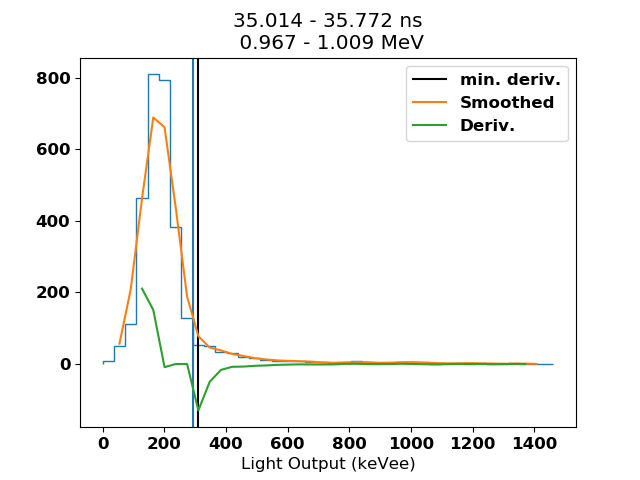 35.014 - 35.772 ns
0.967 - 1.009 MeV
min. deriv.
Smoothed
Deriv.
800
600
400
200
0
0 200 400 600 800 1000 1200 1400
Light Output (keVee)